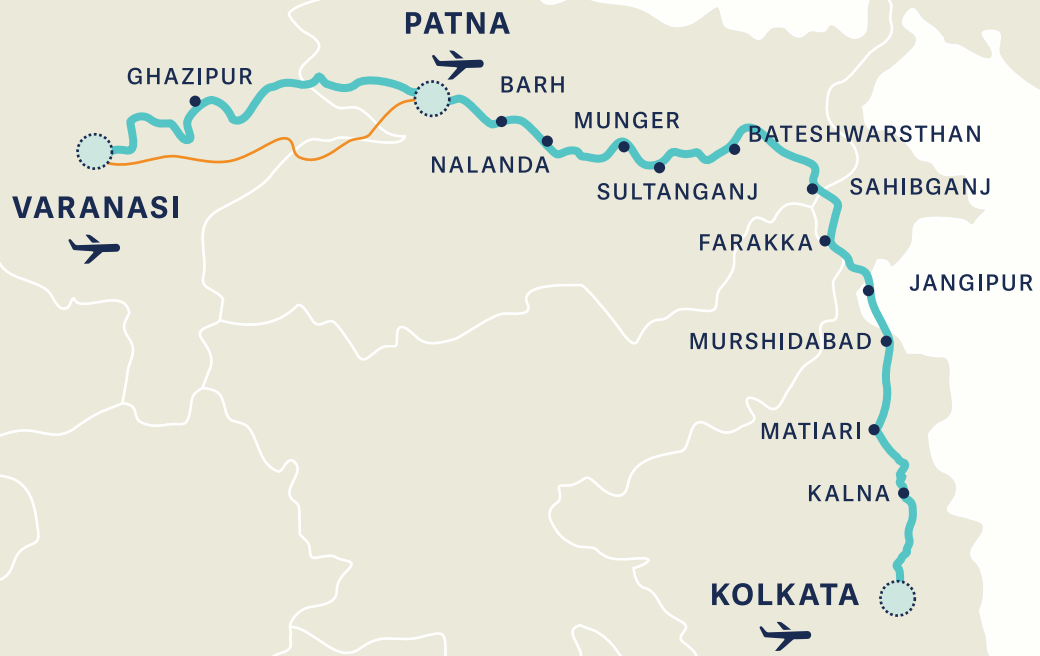 PATNA
GHAZIPUR
BARH
MUNGER
BATESHWARSTHAN
NALANDA
SULTANGANJ
SAHIBGANJ
VARANASI
FARAKKA
JANGIPUR
MURSHIDABAD
MATIARI
KALNA
KOLKATA